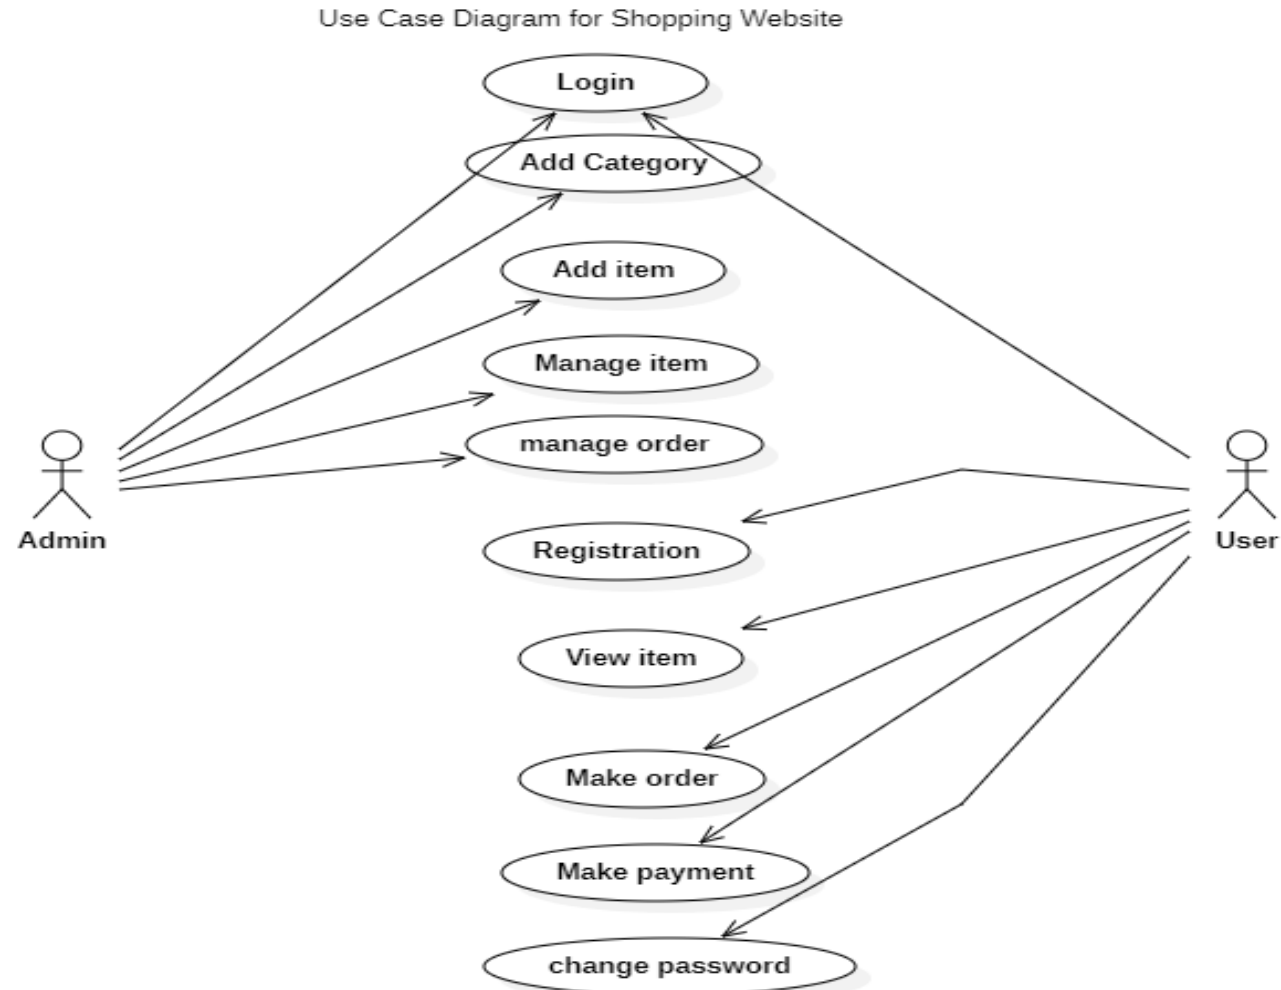 Use Case Diagram for Shopping Website
Login
Add Category
Add item
Manage item
manage order
Admin
User
Registration
View item
Make order
Make payment
change password